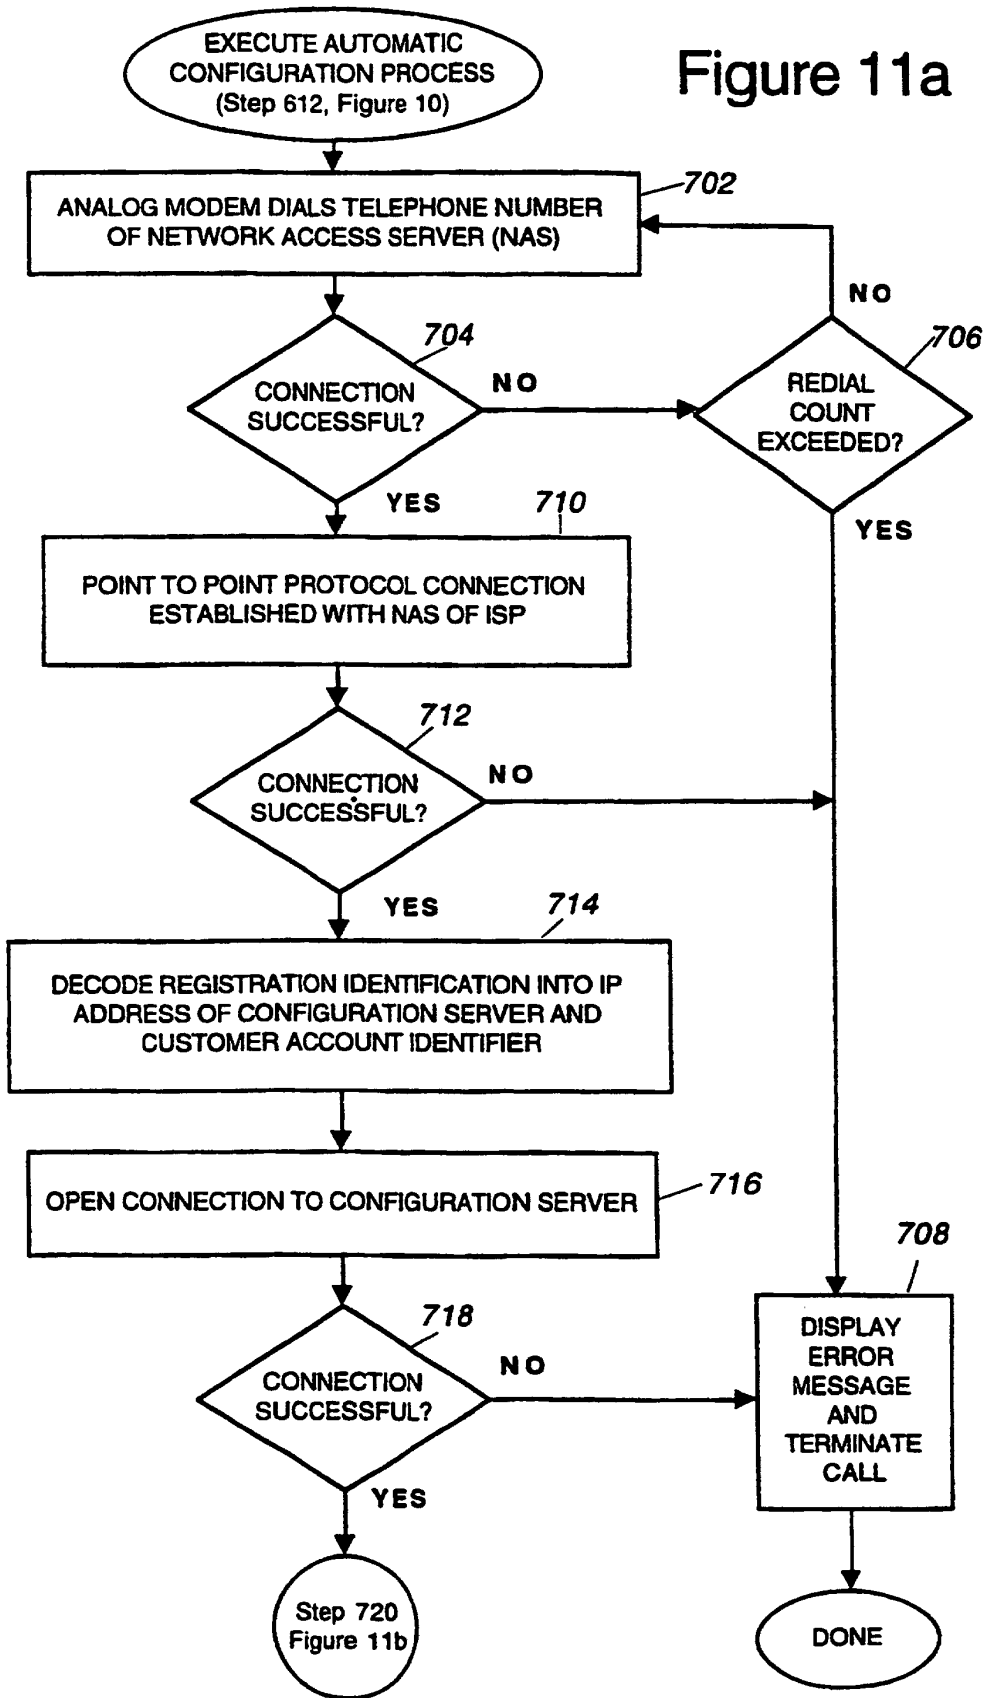 EXECUTE AUTOMATIC
CONFIGURATION PROCESS
(Step 612, Figure 10)
Figure 11a
702
ANALOG MODEM DIALS TELEPHONE NUMBER
OF NETWORK ACCESS SERVER (NAS)
NO
704
706
CONNECTION
SUCCESSFUL?
NO
REDIAL
COUNT
EXCEEDED?
YES
710
YES
POINT TO POINT PROTOCOL CONNECTION
ESTABLISHED WITH NAS OF ISP
712
CONNECTION
SUCCESSFUL?
NO
YES
714
DECODE REGISTRATION IDENTIFICATION INTO IP
ADDRESS OF CONFIGURATION SERVER AND
CUSTOMER ACCOUNT IDENTIFIER
716
OPEN CONNECTION TO CONFIGURATION SERVER
708
718
CONNECTION
SUCCESSFUL?
NO
DISPLAY
ERROR
MESSAGE
AND
TERMINATE
CALL
YES
Step 720
Figure 11b
DONE